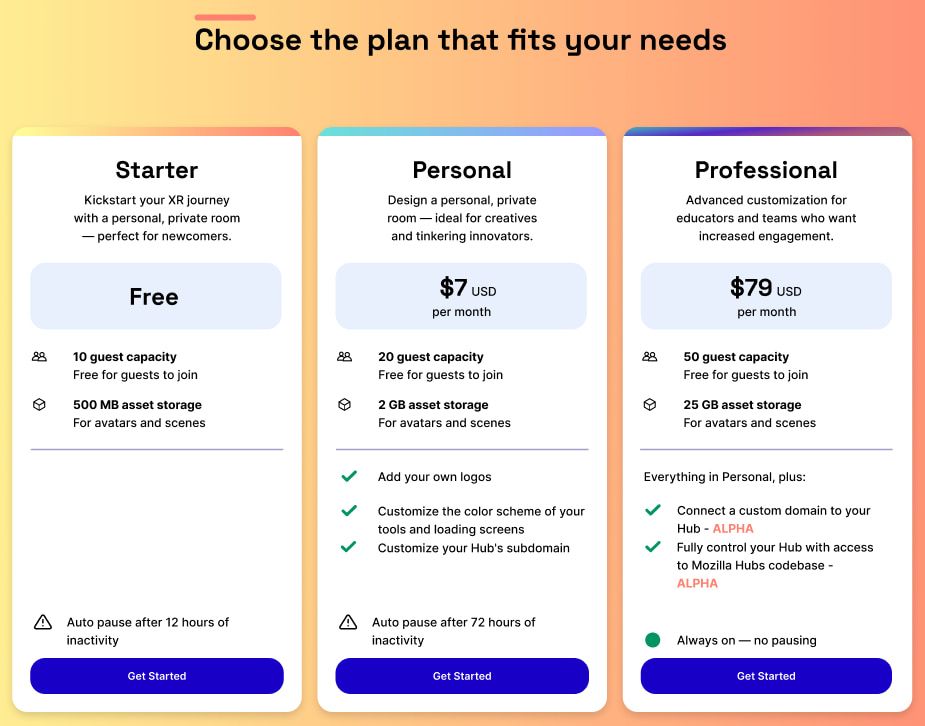 Choose the plan that fits your needs
Starter
Kickstart your XR journey
with a personal, private room
— perfect for newcomers.
Free
10 guest capacity
Free for guests to join
500 MB asset storage
For avatars and scenes
Auto pause after 12 hours of
inactivity
Get Started
Personal
Design a personal, private
room — ideal for creatives
and tinkering innovators.
$7 USD
per month
20 guest capacity
Free for guests to join
2 GB asset storage
For avatars and scenes
Add your own logos
Customize the color scheme of your
tools and loading screens
Customize your Hub's subdomain
Auto pause after 72 hours of
inactivity
Get Started
Professional
Advanced customization for
educators and teams who want
increased engagement.
$79 USD
per month
50 guest capacity
Free for guests to join
25 GB asset storage
For avatars and scenes
Everything in Personal, plus:
Connect a custom domain to your
Hub - ALPHA
Fully control your Hub with access
to Mozilla Hubs codebase -
ALPHA
Always on — no pausing
Get Started